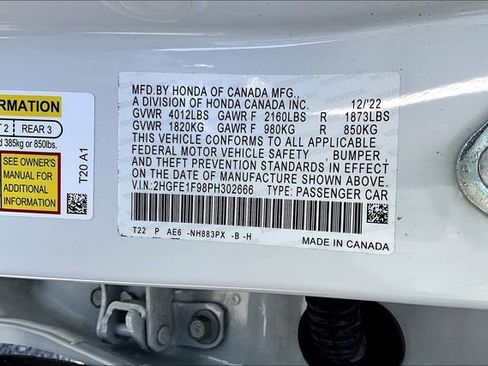 FORMATION
T 2 REAR 3
d 385kg or 850lbs.
SEE OWNER'S
MANUAL FOR
ADDITIONAL
INFORMATION
T20 A1
MFD.BY HONDA OF CANADA MFG.,
A DIVISION OF HONDA CANADA INC. 12/'22
GVWR 4012LBS GAWR F 2160LBS R 1873LBS
GVWR 1820KG GAWR F 980KG R 850KG
THIS VEHICLE CONFORMS TO ALL APPLICABLE
FEDERAL MOTOR VEHICLE SAFETY , BUMPER ,
AND THEFT PREVENTION STANDARDS IN EFFECT
ON THE DATE OF MANUFACTURE SHOWN ABOVE.
V.I.N:2HGFE1F98PH302666 TYPE: PASSENGER CAR
T22 P AE6 -NH883PX -B -H
MADE IN CANADA